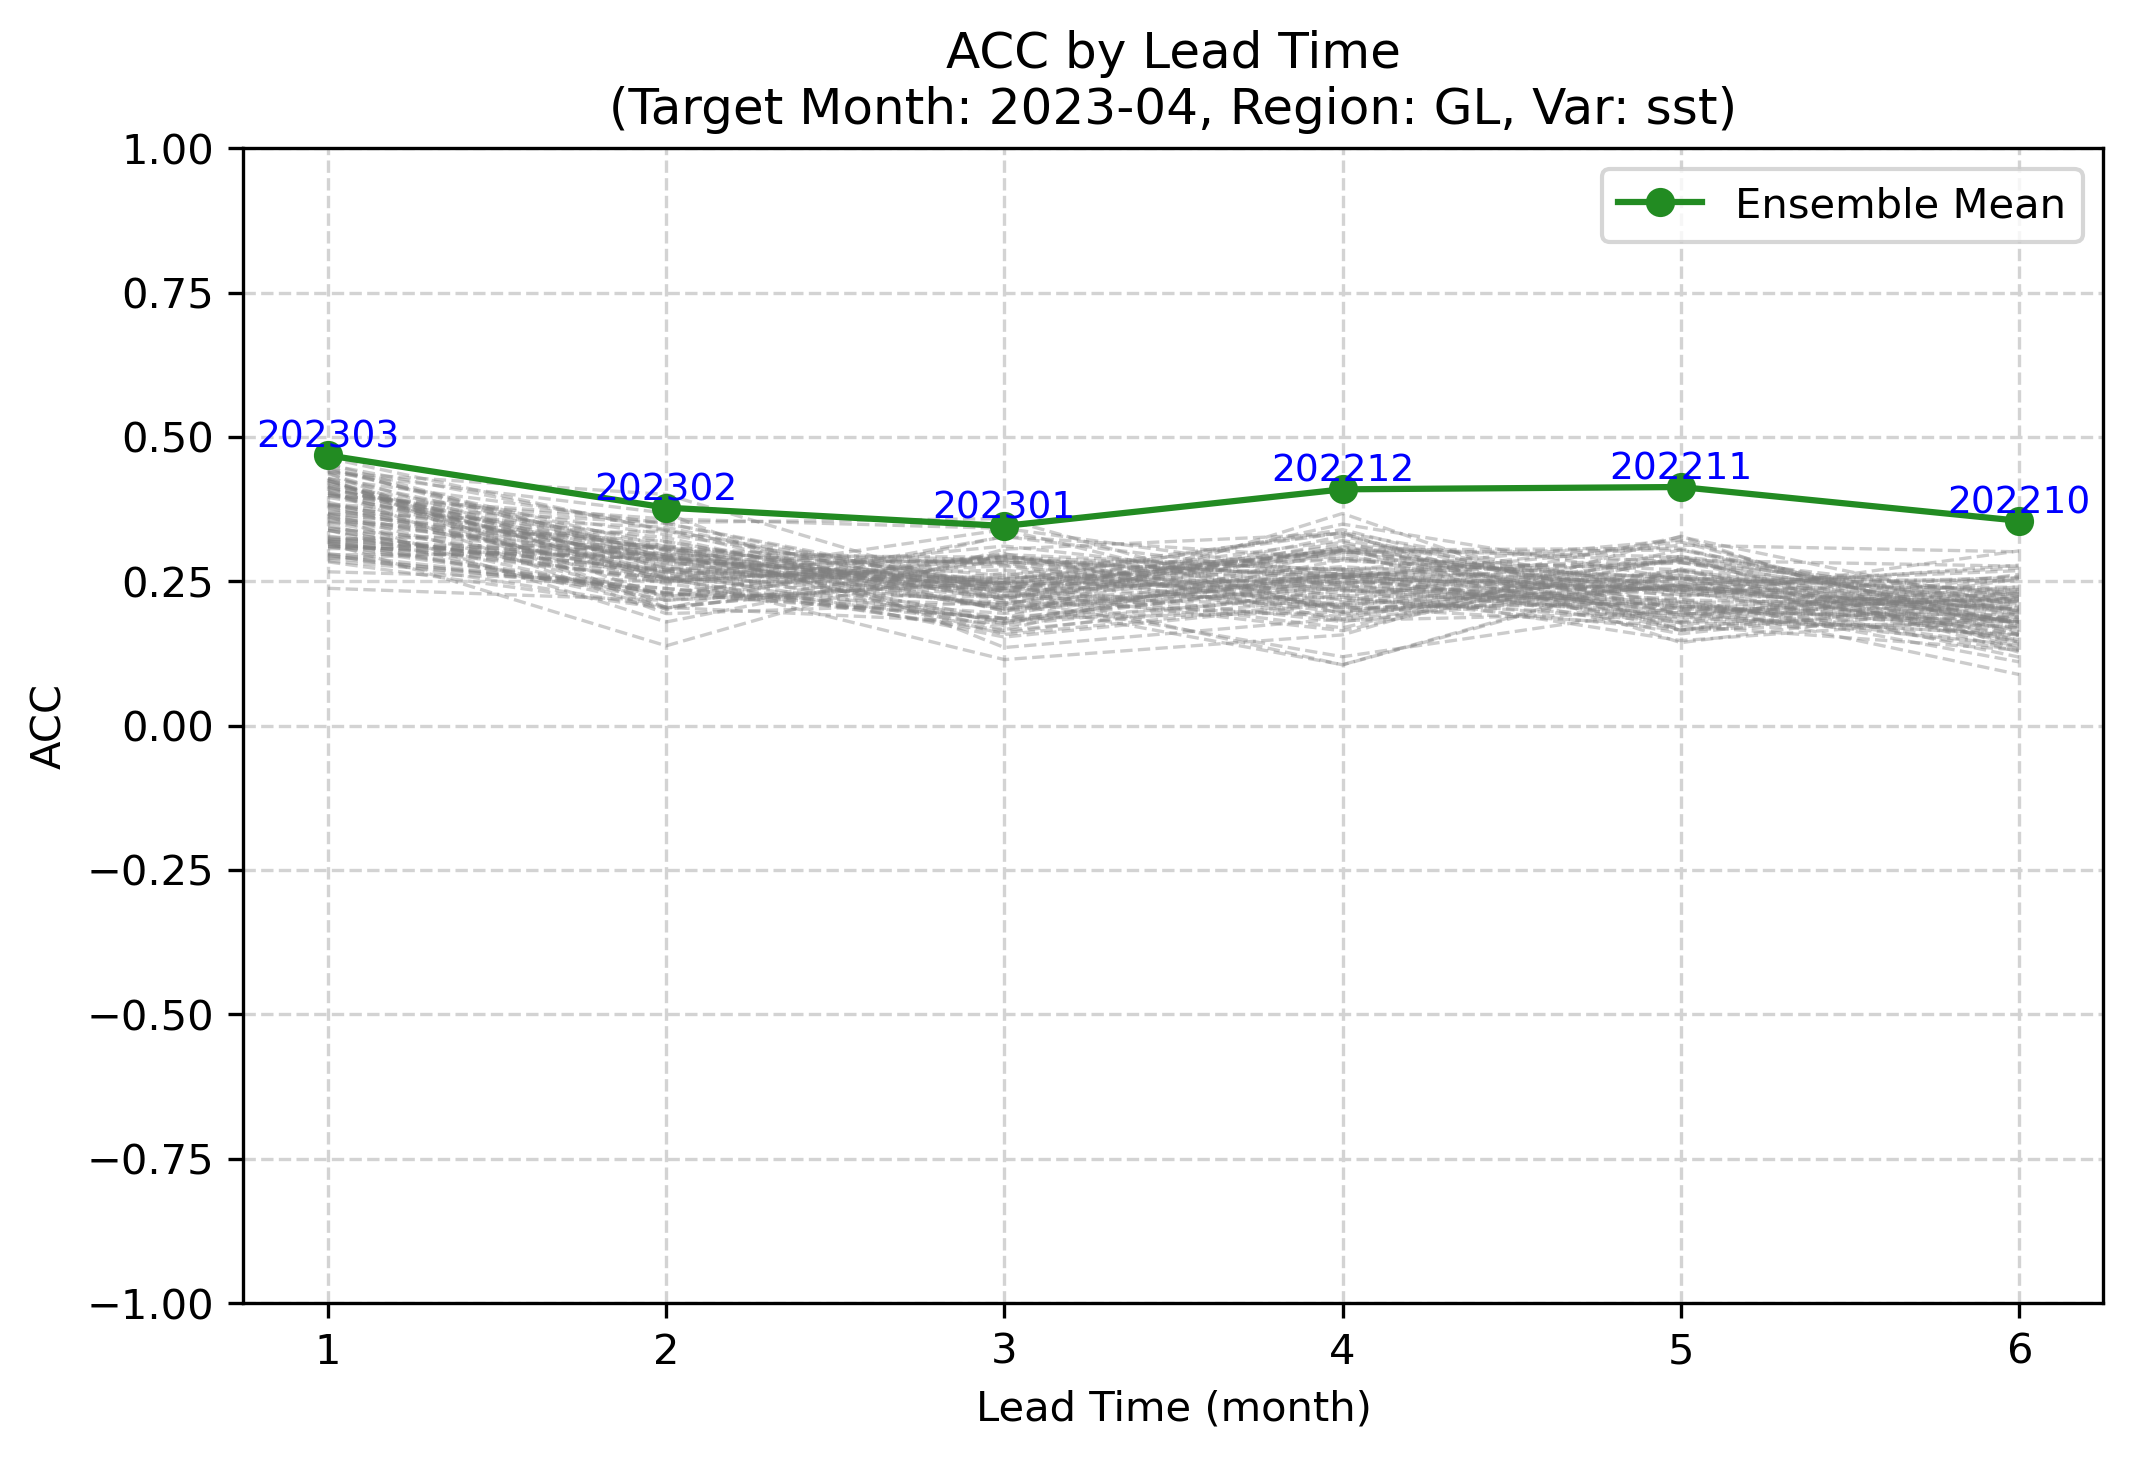 ACC by Lead Time
(Target Month: 2023-04, Region: GL, Var: sst)
1.00
0.75
0.50
0.25
0.00
−0.25
−0.50
−0.75
−1.00
ACC
Ensemble Mean
202303
202302
202301
202212
202211
202210
1 2 3 4 5 6
Lead Time (month)